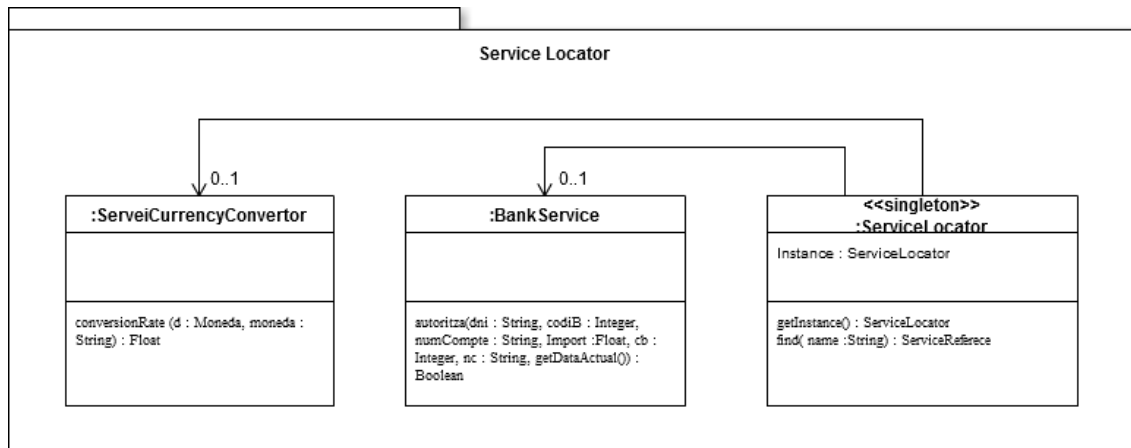 Service Locator
0..1
0..1
:ServeiCurrencyConvertor
conversionRate (d : Moneda, moneda :
String) : Float
:BankService
autoritza(dni : String, codiB : Integer,
numCompte : String, Import :Float, cb :
Integer, nc : String, getDataActual()) :
Boolean
<<singleton>>
:ServiceLocator
Instance : ServiceLocator
getInstance() : ServiceLocator
find( name :String) : ServiceReferece